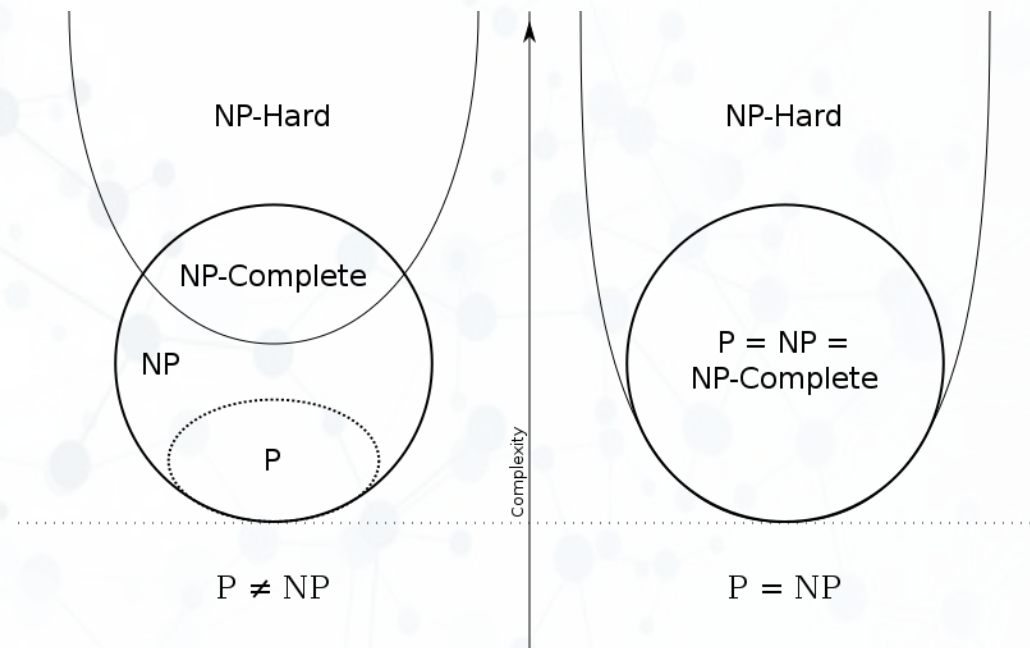 NP-Hard
NP-Complete
NP
P
P ≠ NP
Complexity
NP-Hard
P = NP =
NP-Complete
P = NP